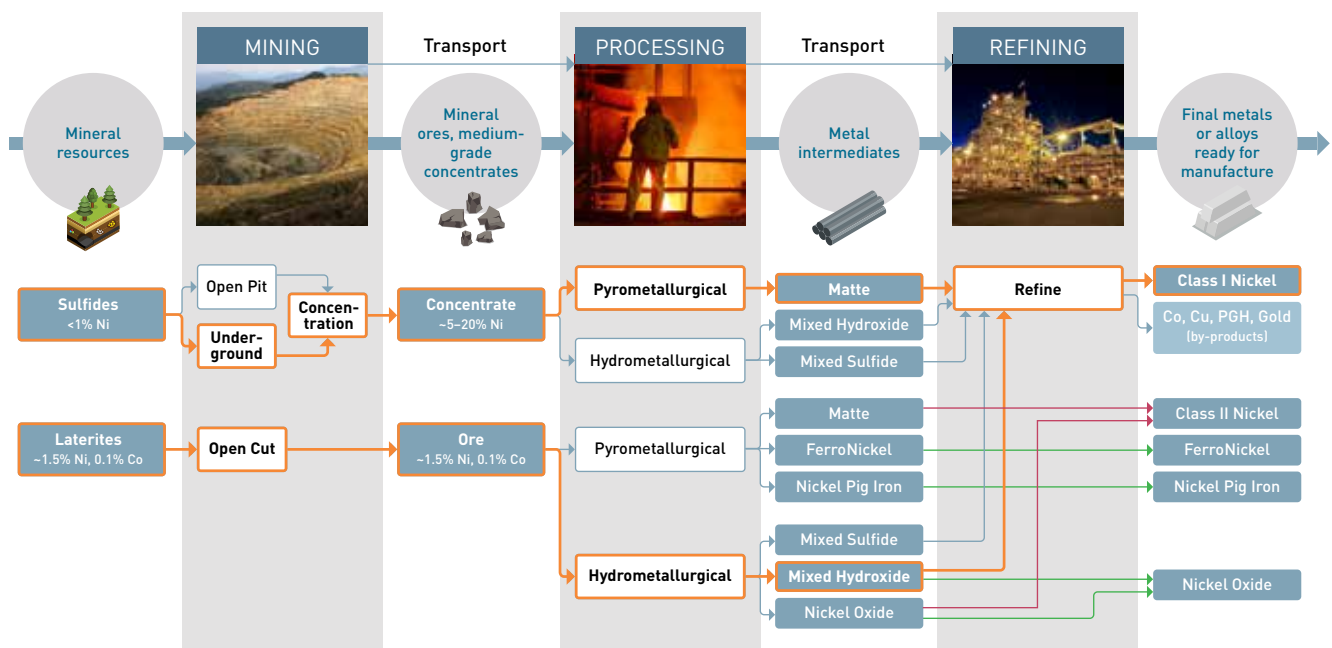 MINING
Transport
PROCESSING
Transport
REFINING
Mineral
resources
Mineral
ores, medium-
grade
concentrates
Metal
intermediates
Final metals
or alloys
ready for
manufacture
Sulfides
<1% Ni
Open Pit
Under-
ground
Concen-
tration
Concentrate
~5–20% Ni
Pyrometallurgical
Hydrometallurgical
Matte
Mixed Hydroxide
Mixed Sulfide
Refine
Class I Nickel
Co, Cu, PGH, Gold
(by-products)
Laterites
~1.5% Ni, 0.1% Co
Open Cut
Ore
~1.5% Ni, 0.1% Co
Pyrometallurgical
Hydrometallurgical
Matte
FerroNickel
Nickel Pig Iron
Mixed Sulfide
Mixed Hydroxide
Nickel Oxide
Class II Nickel
FerroNickel
Nickel Pig Iron
Nickel Oxide